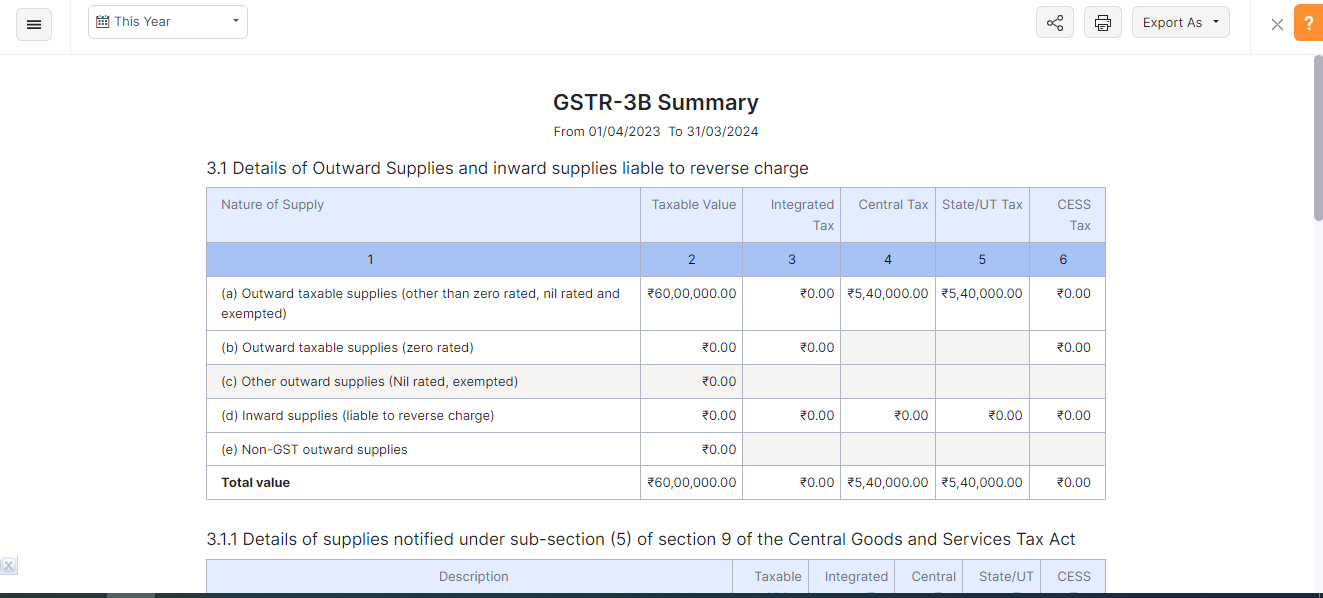 This Year
Export As
?
GSTR-3B Summary
From 01/04/2023 To 31/03/2024
3.1 Details of Outward Supplies and inward supplies liable to reverse charge
Nature of Supply Taxable Value Integrated Tax Central Tax State/UT Tax CESS Tax
1 2 3 4 5 6
(a) Outward taxable supplies (other than zero rated, nil rated and exempted) ₹60,00,000.00 ₹0.00 ₹5,40,000.00 ₹5,40,000.00 ₹0.00
(b) Outward taxable supplies (zero rated) ₹0.00 ₹0.00 ₹0.00
(c) Other outward supplies (Nil rated, exempted) ₹0.00
(d) Inward supplies (liable to reverse charge) ₹0.00 ₹0.00 ₹0.00 ₹0.00 ₹0.00
(e) Non-GST outward supplies ₹0.00
Total value ₹60,00,000.00 ₹0.00 ₹5,40,000.00 ₹5,40,000.00 ₹0.00
3.1.1 Details of supplies notified under sub-section (5) of section 9 of the Central Goods and Services Tax Act
Description Taxable Integrated Central State/UT CESS